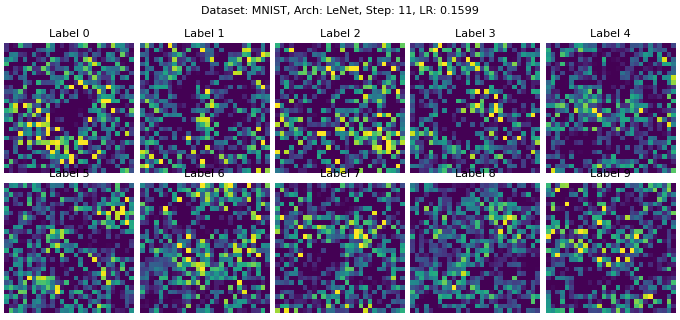 Dataset: MNIST, Arch: LeNet, Step: 11, LR: 0.1599
Label 0 Label 1 Label 2 Label 3 Label 4
Label 5 Label 6 Label 7 Label 8 Label 9